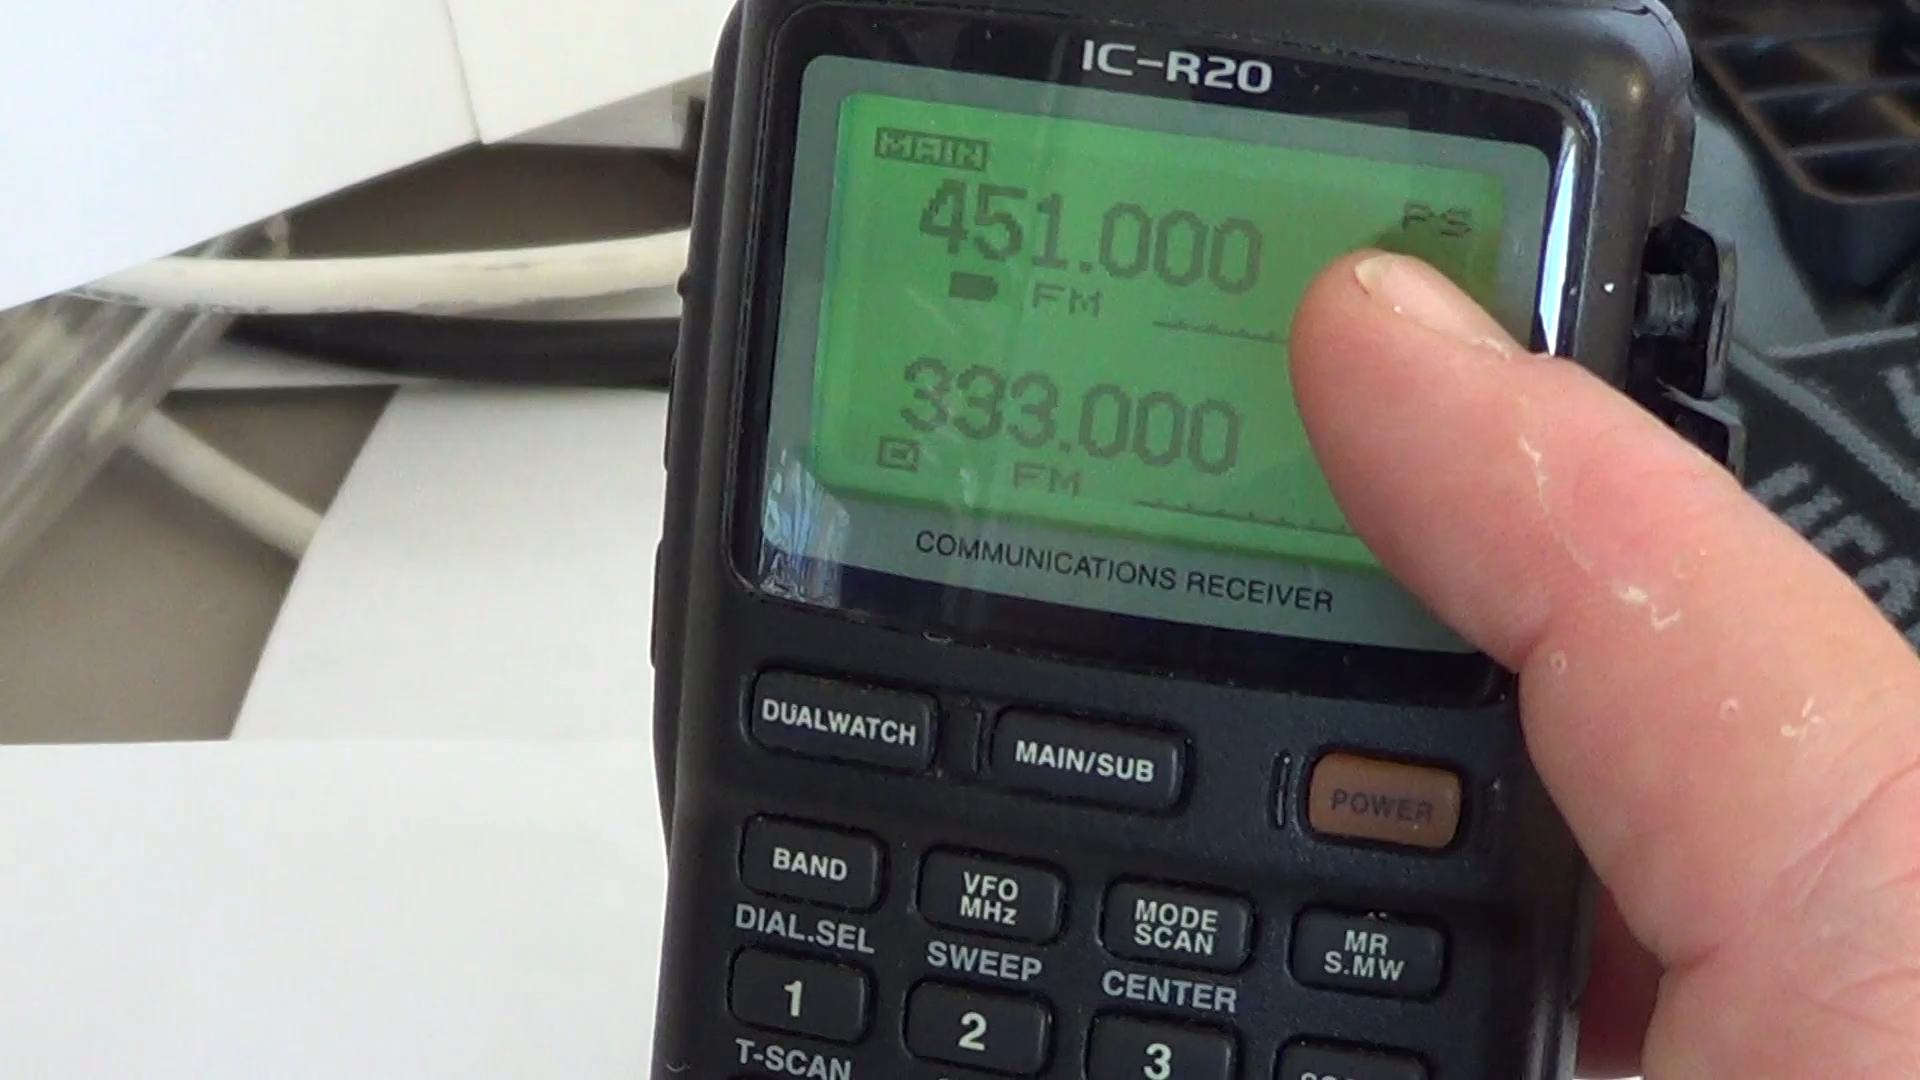 IC-R20
MAIN
451.000
PS
FM
333.000
FM
COMMUNICATIONS RECEIVER
DUALWATCH
MAIN/SUB
POWER
BAND
VFO
MHz
MODE
SCAN
MR
S.MW
DIAL.SEL
SWEEP
CENTER
1
2
3
T-SCAN